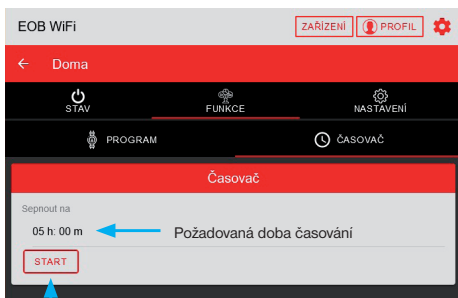 EOB WiFi ZAŘÍZENÍ PROFIL
Doma
STAV FUNKCE NASTAVENÍ
PROGRAM ČASOVAČ
Časovač
Sepnout na
05 h: 00 m Požadovaná doba časování
START